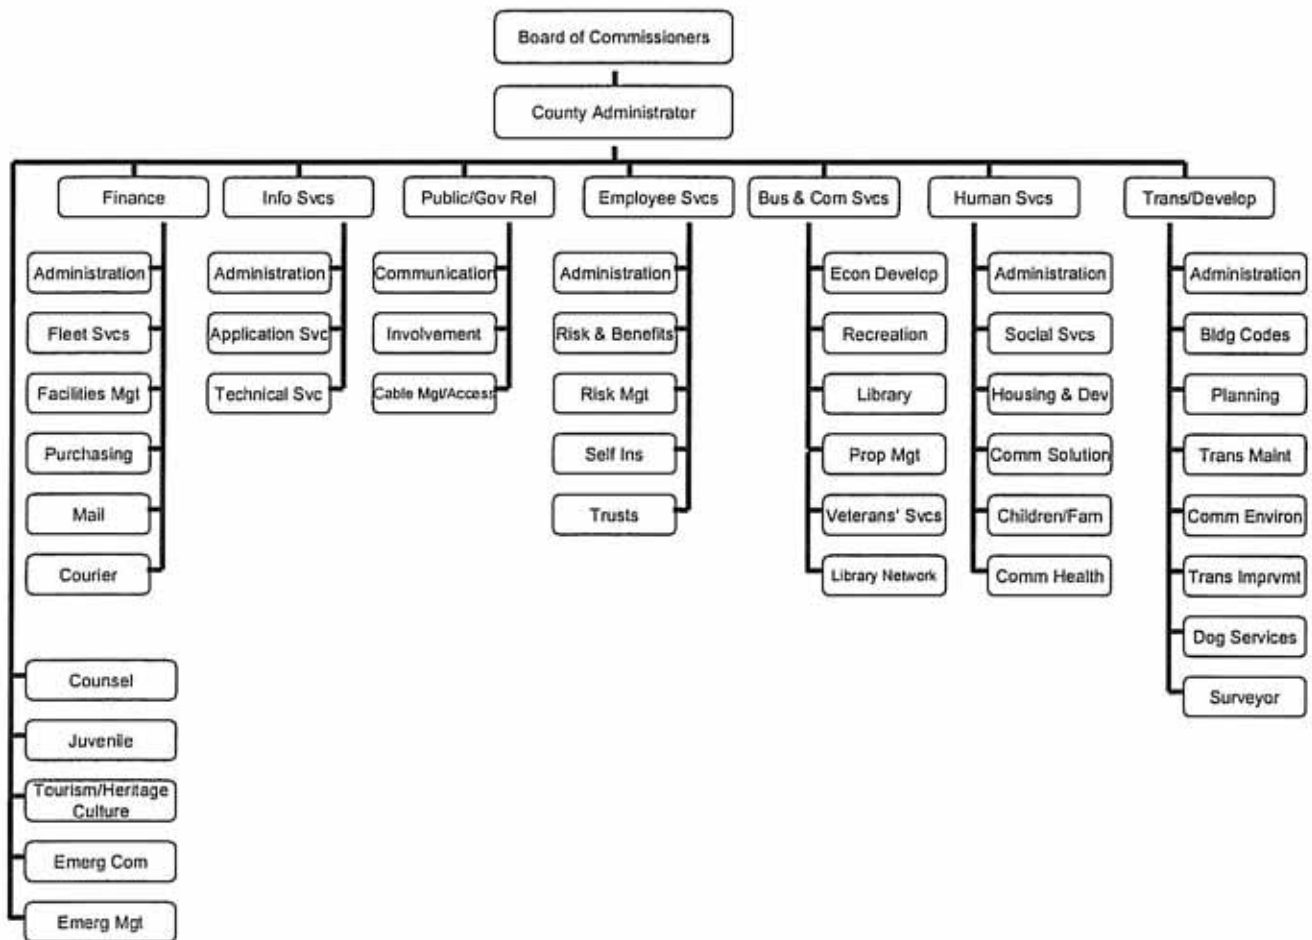 Board of Commissioners
County Administrator
Finance
Info Svcs
Public/Gov Rel
Employee Svcs
Bus & Com Svcs
Human Svcs
Trans/Develop
Administration
Fleet Svcs
Facilities Mgt
Purchasing
Mail
Courier
Administration
Application Svc
Technical Svc
Communication
Involvement
Cable Mgt/Access
Administration
Risk & Benefits
Risk Mgt
Self Ins
Trusts
Econ Develop
Recreation
Library
Prop Mgt
Veterans' Svcs
Library Network
Administration
Social Svcs
Housing & Dev
Comm Solution
Children/Fam
Comm Health
Administration
Bldg Codes
Planning
Trans Maint
Comm Environ
Trans Imprvmt
Dog Services
Surveyor
Counsel
Juvenile
Tourism/Heritage
Culture
Emerg Com
Emerg Mgt